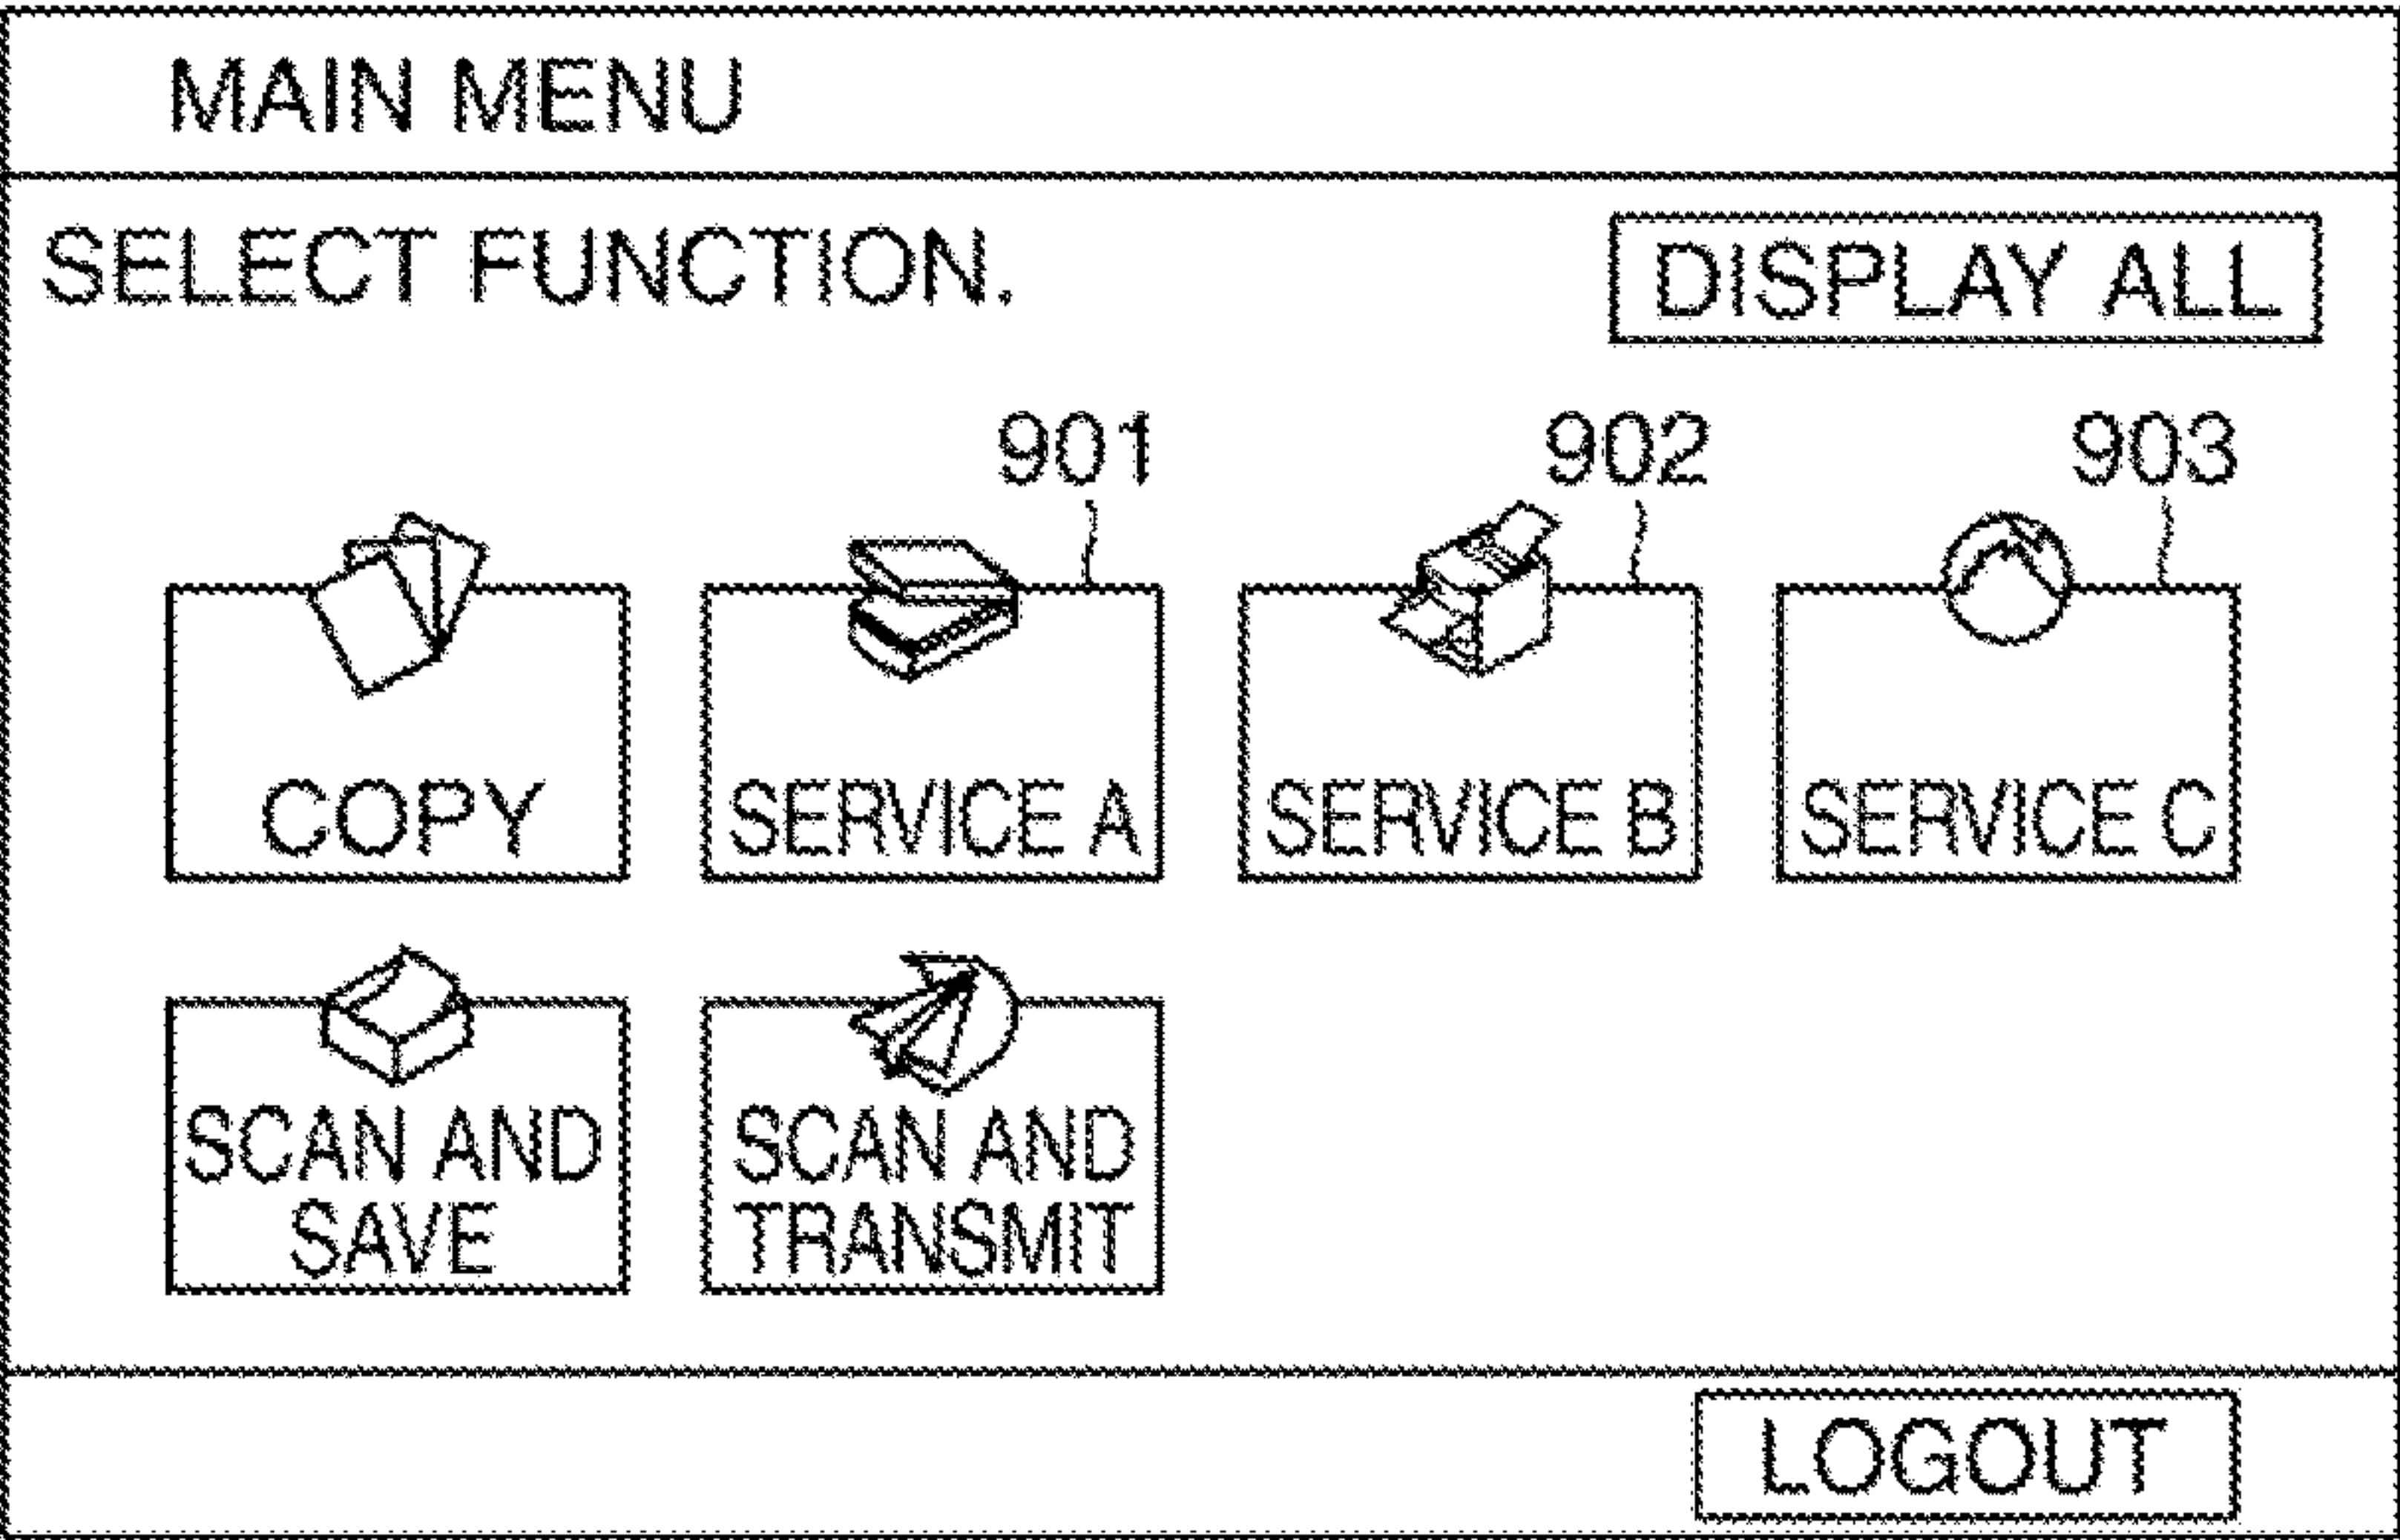 MAIN MENU
SELECT FUNCTION.
DISPLAY ALL
901
902
903
COPY
SERVICE A
SERVICE B
SERVICE C
SCAN AND
SAVE
SCAN AND
TRANSMIT
LOGOUT